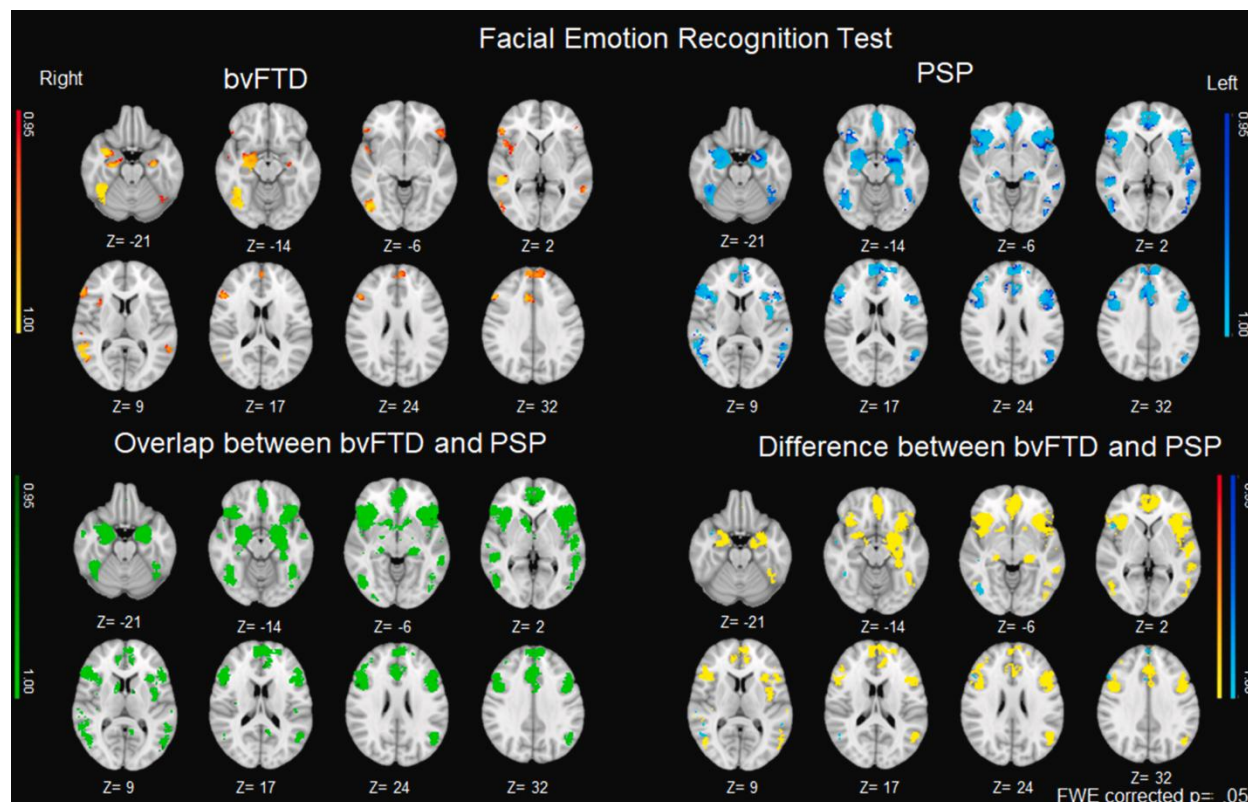 Facial Emotion Recognition Test
Right
bvFTD
PSP
Left
0.95
1.00
Z= -21
Z= -14
Z= -6
Z= 2
Z= 9
Z= 17
Z= 24
Z= 32
0.95
1.00
Z= -21
Z= -14
Z= -6
Z= 2
Z= 9
Z= 17
Z= 24
Z= 32
Overlap between bvFTD and PSP
Difference between bvFTD and PSP
0.95
1.00
Z= -21
Z= -14
Z= -6
Z= 2
Z= 9
Z= 17
Z= 24
Z= 32
Z= -21
Z= -14
Z= -6
Z= 2
Z= 9
Z= 17
Z= 24
Z= 32
FWE corrected p= .05